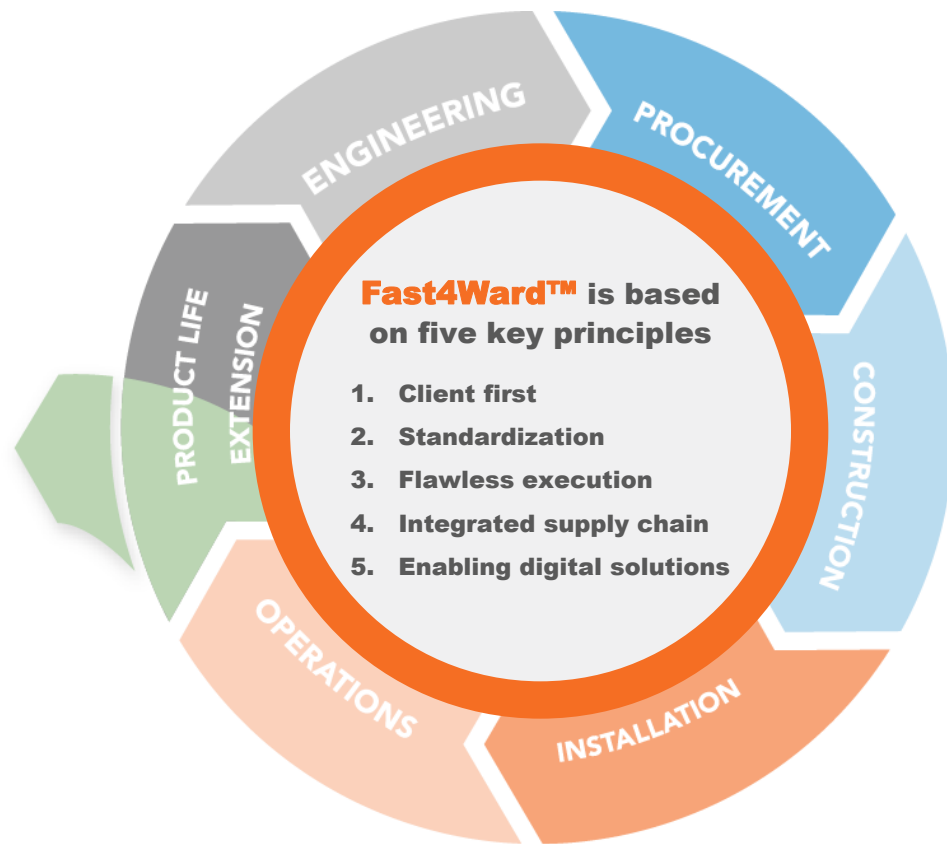 ENGINEERING
PROCUREMENT
CONSTRUCTION
INSTALLATION
OPERATIONS
PRODUCT LIFE
EXTENSION
Fast4Ward™ is based
on five key principles
1. Client first
2. Standardization
3. Flawless execution
4. Integrated supply chain
5. Enabling digital solutions